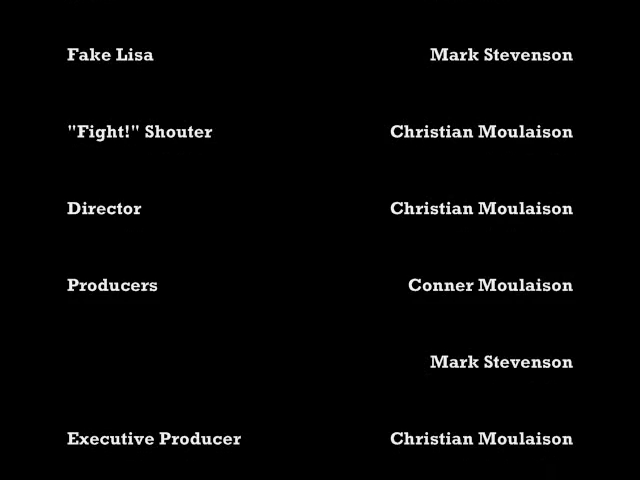 Fake Lisa Mark Stevenson
"Fight!" Shouter Christian Moulaison
Director Christian Moulaison
Producers Conner Moulaison
Mark Stevenson
Executive Producer Christian Moulaison